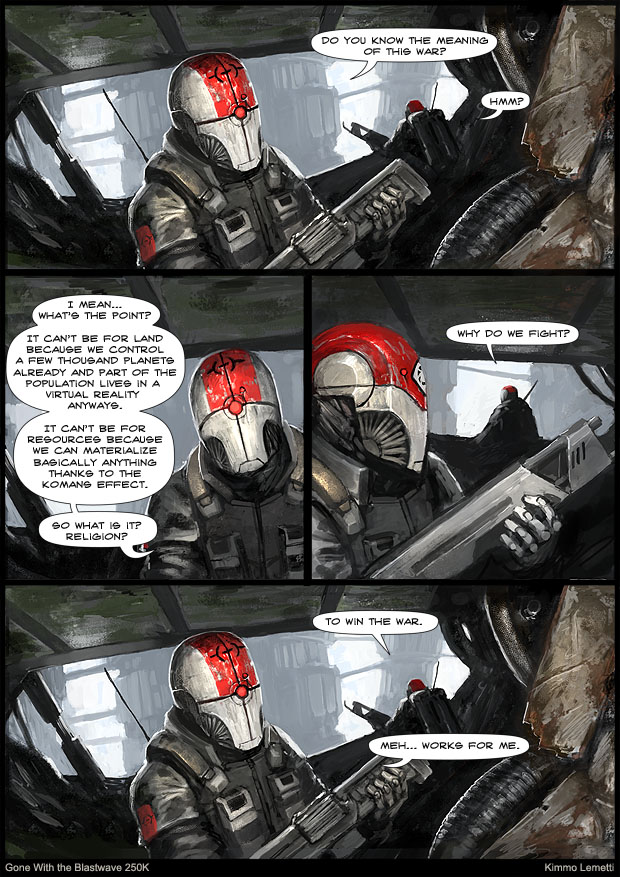 DO YOU KNOW THE MEANING
OF THIS WAR?
HMM?
I MEAN...
WHAT'S THE POINT?
IT CAN'T BE FOR LAND
BECAUSE WE CONTROL
A FEW THOUSAND PLANETS
ALREADY AND PART OF THE
POPULATION LIVES IN A
VIRTUAL REALITY
ANYWAYS.
IT CAN'T BE FOR
RESOURCES BECAUSE
WE CAN MATERIALIZE
BASICALLY ANYTHING
THANKS TO THE
KOMANS EFFECT.
SO WHAT IS IT?
RELIGION?
WHY DO WE FIGHT?
TO WIN THE WAR.
MEH... WORKS FOR ME.
Gone With the Blastwave 250K
Kimmo Lemetti